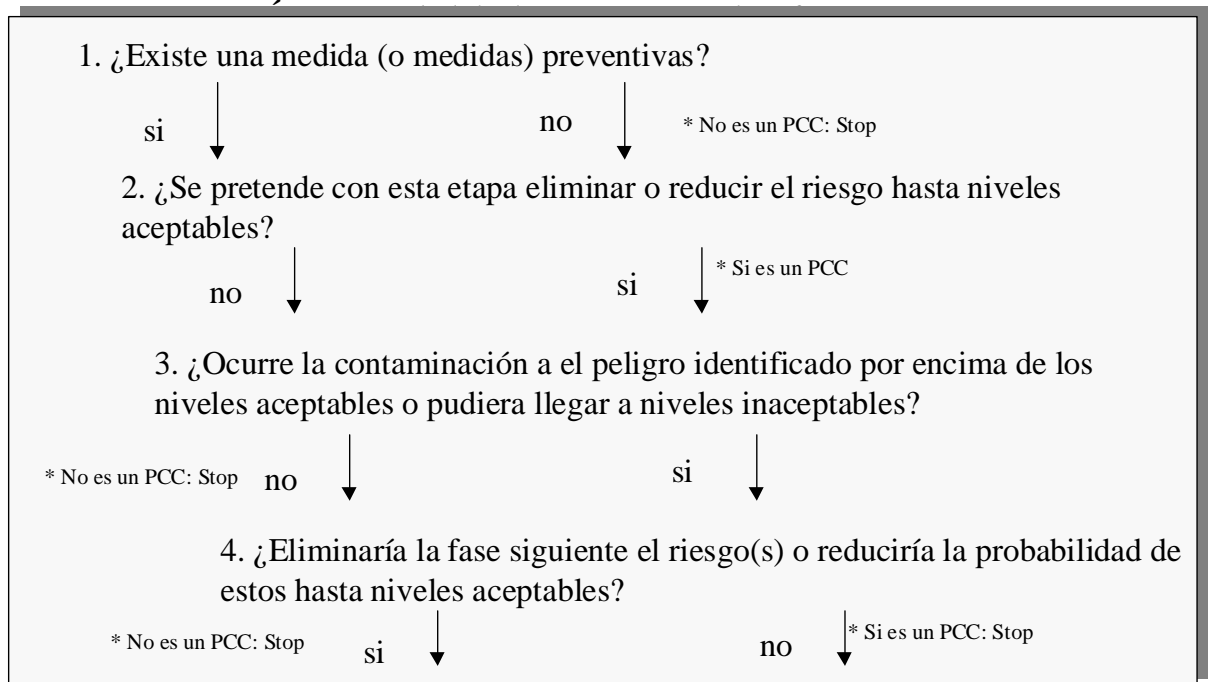 1. ¿Existe una medida (o medidas) preventivas?
si no * No es un PCC: Stop
2. ¿Se pretende con esta etapa eliminar o reducir el riesgo hasta niveles
aceptables?
no si * Si es un PCC
3. ¿Ocurre la contaminación a el peligro identificado por encima de los
niveles aceptables o pudiera llegar a niveles inaceptables?
* No es un PCC: Stop no si
4. ¿Eliminaría la fase siguiente el riesgo(s) o reduciría la probabilidad de
estos hasta niveles aceptables?
* No es un PCC: Stop si no * Si es un PCC: Stop